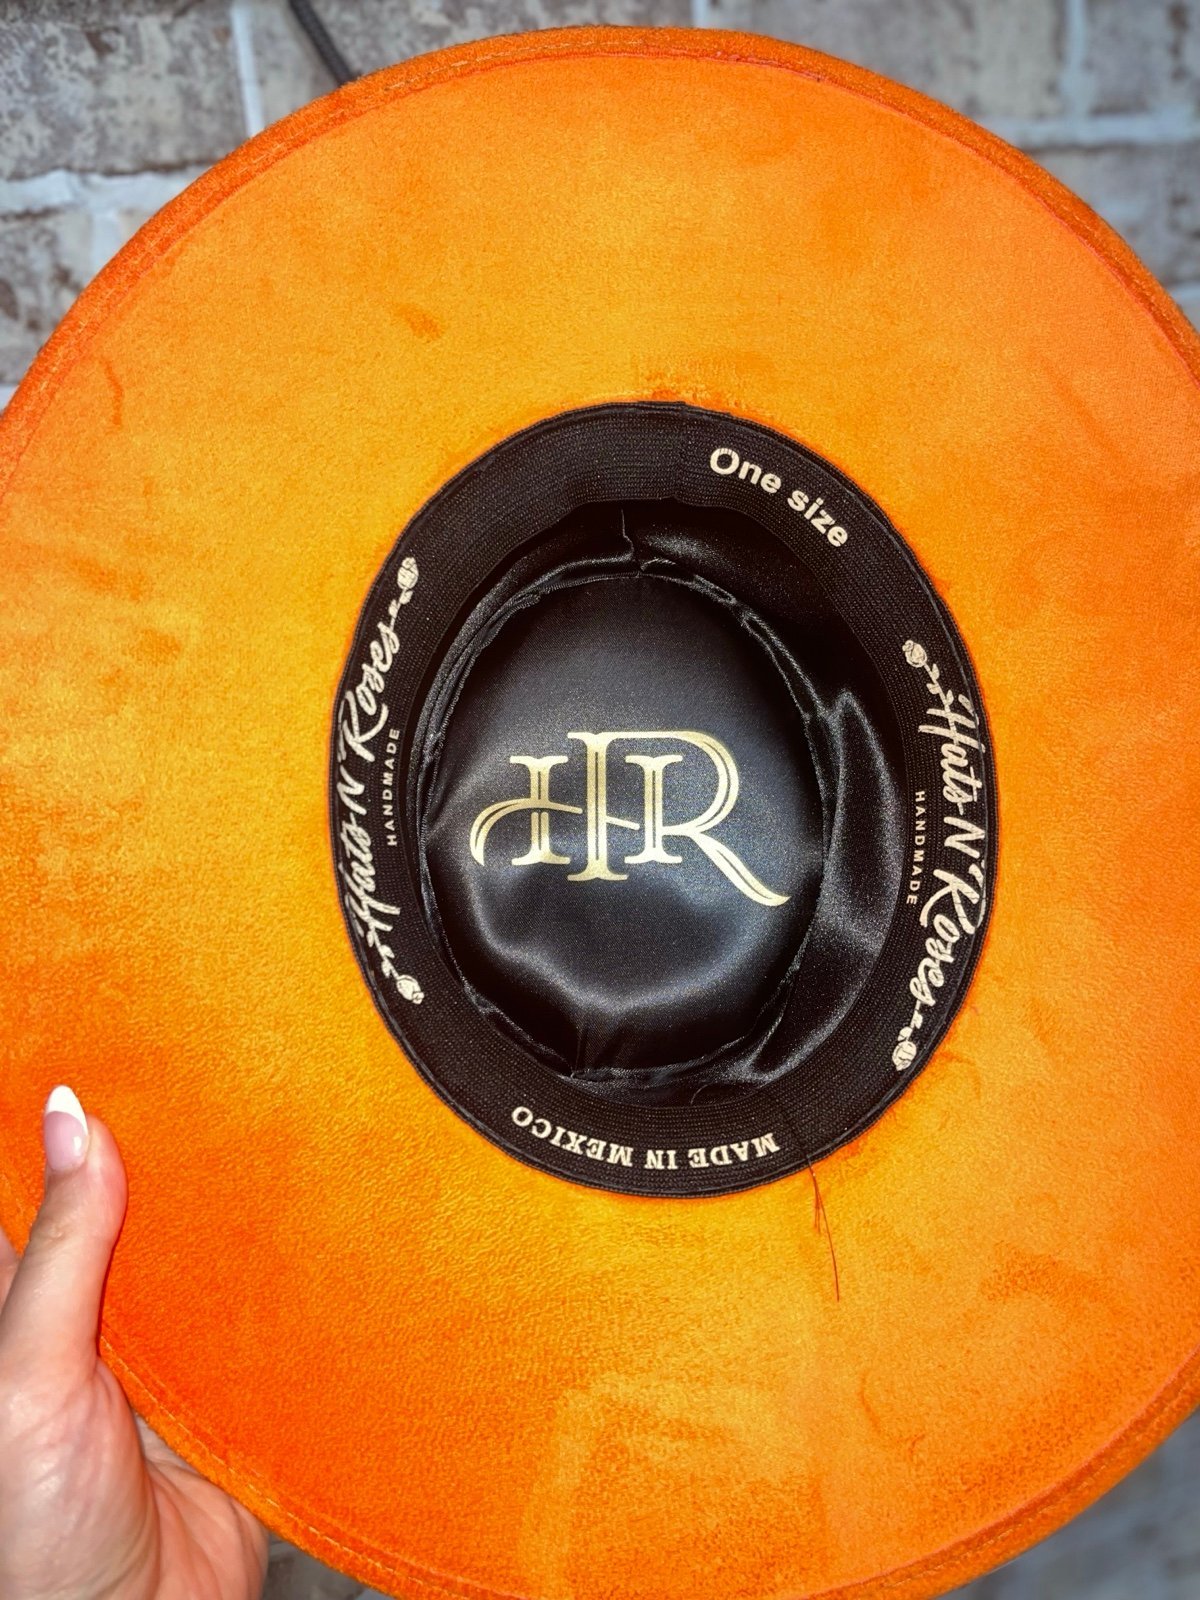 One size
Hats N' Roses
HANDMADE
HR
Hats N' Roses
HANDMADE
MADE IN MEXICO